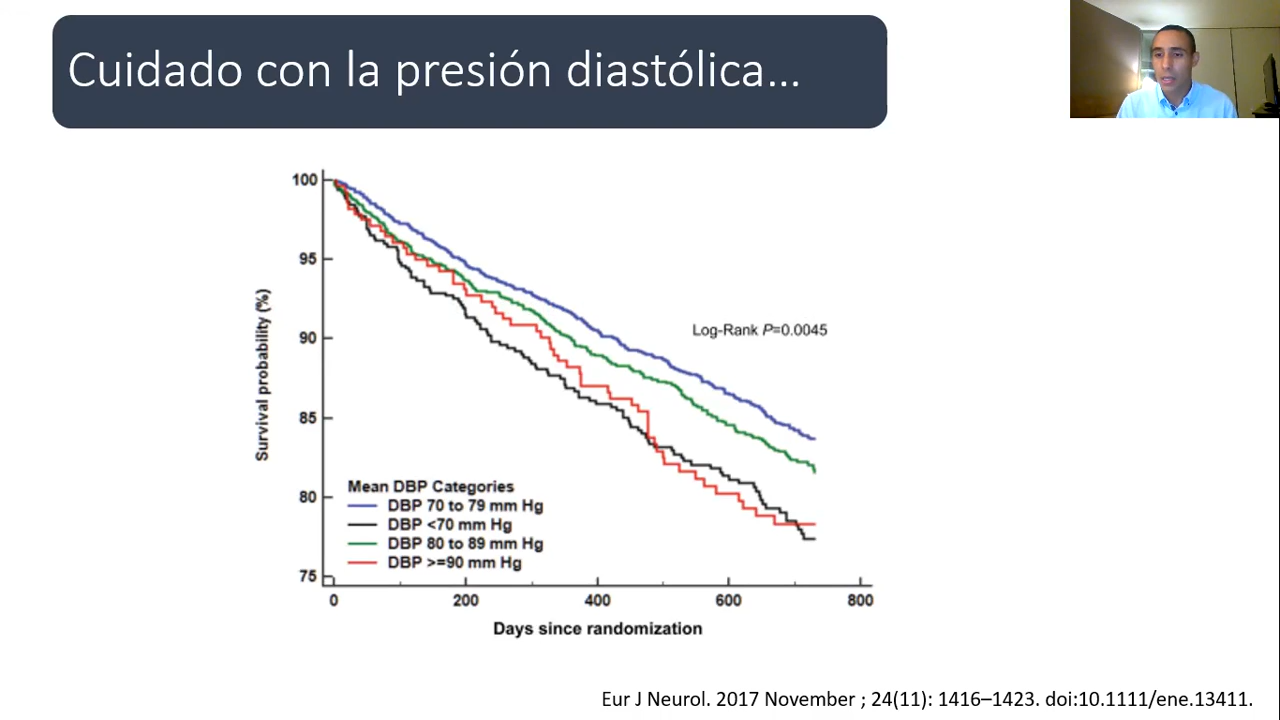 Cuidado con la presión diastólica...
100
95
90
85
80
75
Survival probability (%)
Log-Rank P=0.0045
Mean DBP Categories
DBP 70 to 79 mm Hg
DBP <70 mm Hg
DBP 80 to 89 mm Hg
DBP >=90 mm Hg
0 200 400 600 800
Days since randomization
Eur J Neurol. 2017 November ; 24(11): 1416–1423. doi:10.1111/ene.13411.